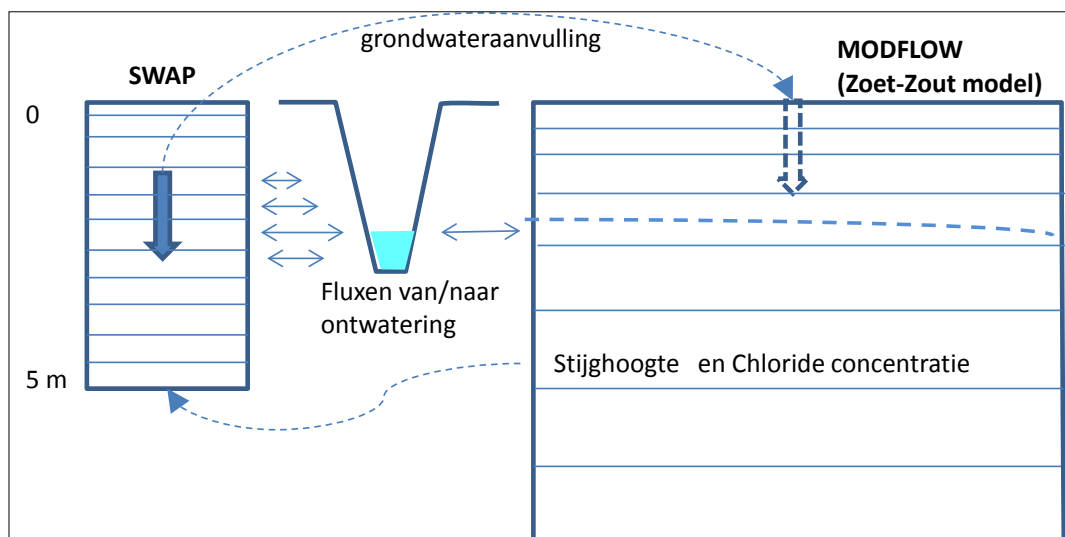 grondwateraanvulling
SWAP
MODFLOW
(Zoet-Zout model)
0
Fluxen van/naar
ontwatering
Stijghoogte en Chloride concentratie
5 m